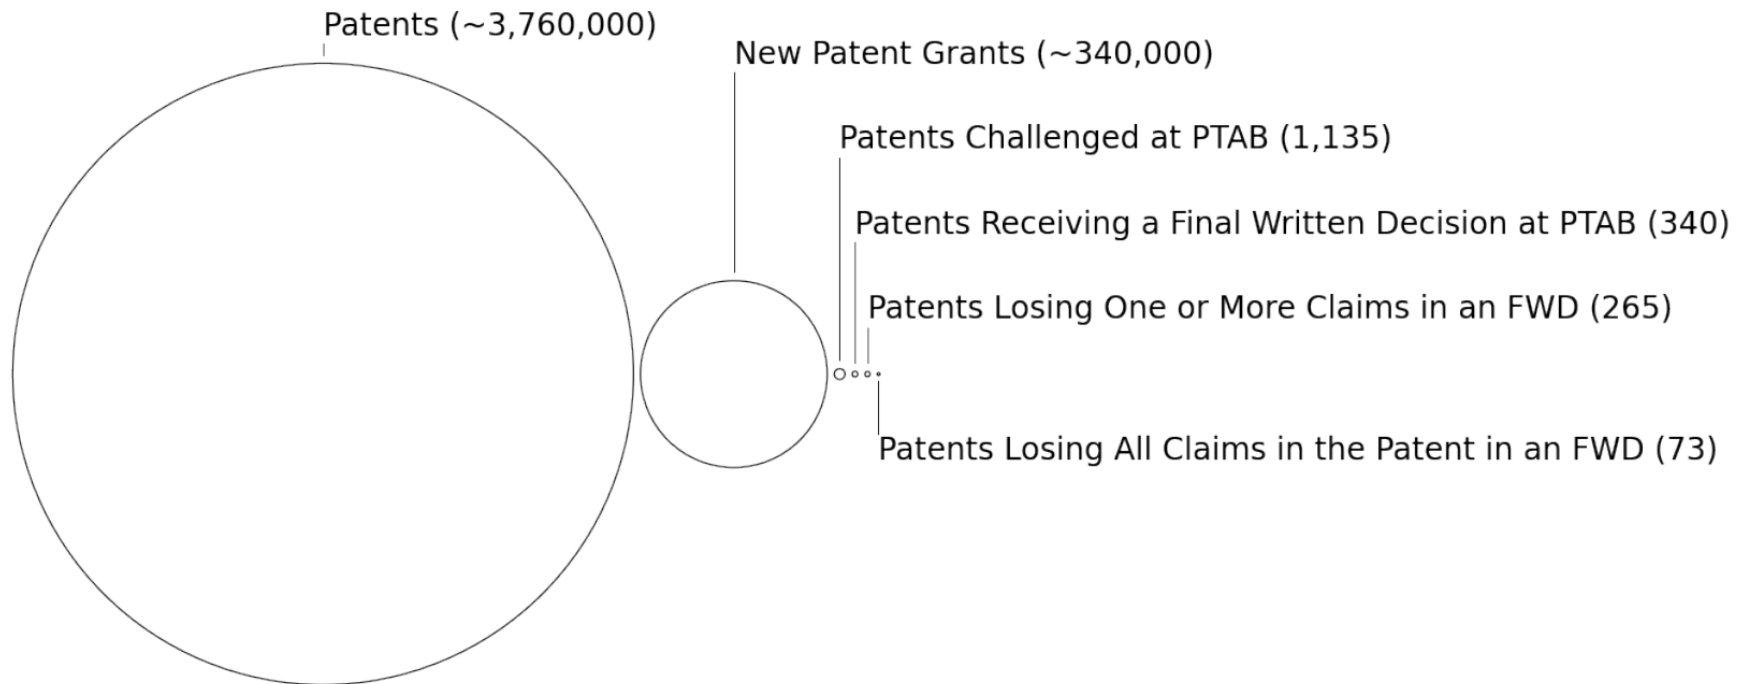 Patents (~3,760,000)
New Patent Grants (~340,000)
Patents Challenged at PTAB (1,135)
Patents Receiving a Final Written Decision at PTAB (340)
Patents Losing One or More Claims in an FWD (265)
Patents Losing All Claims in the Patent in an FWD (73)